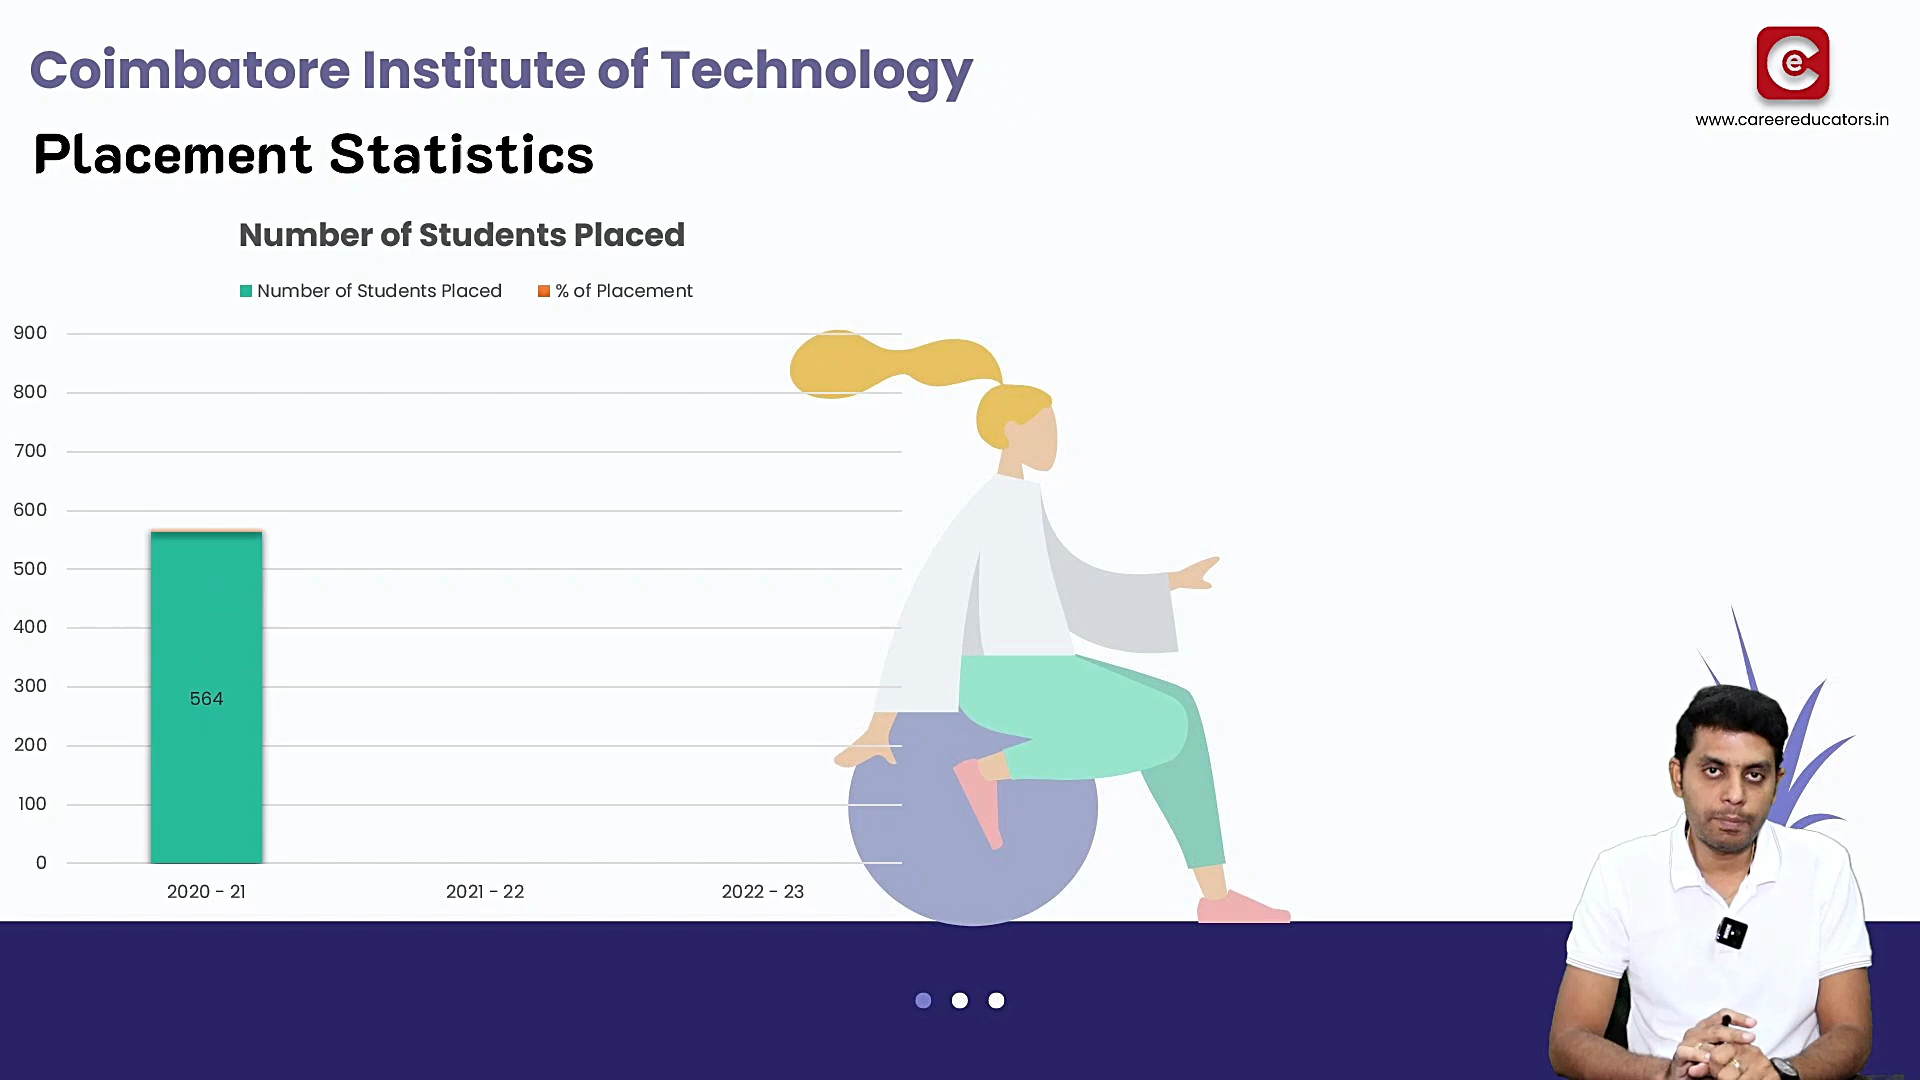 Coimbatore Institute of Technology
Placement Statistics
e
www.careereducators.in
Number of Students Placed
Number of Students Placed
% of Placement
900
800
700
600
500
400
300
200
100
0
564
2020 - 21
2021 - 22
2022 - 23